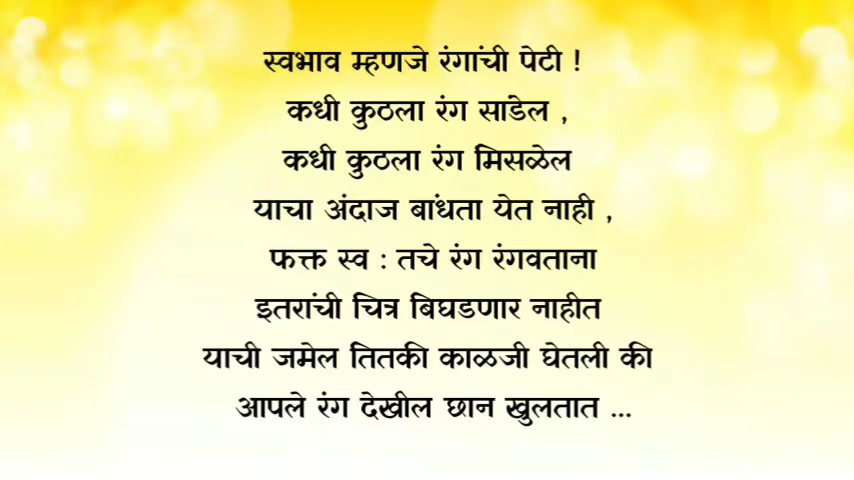 स्वभाव म्हणजे रंगांची पेटी !
कधी कुठला रंग सांडेल ,
कधी कुठला रंग मिसळेल
याचा अंदाज बांधता येत नाही ,
फक्त स्व : तचे रंग रंगवताना
इतरांची चित्र बिघडणार नाहीत
याची जमेल तितकी काळजी घेतली की
आपले रंग देखील छान खुलतात ...